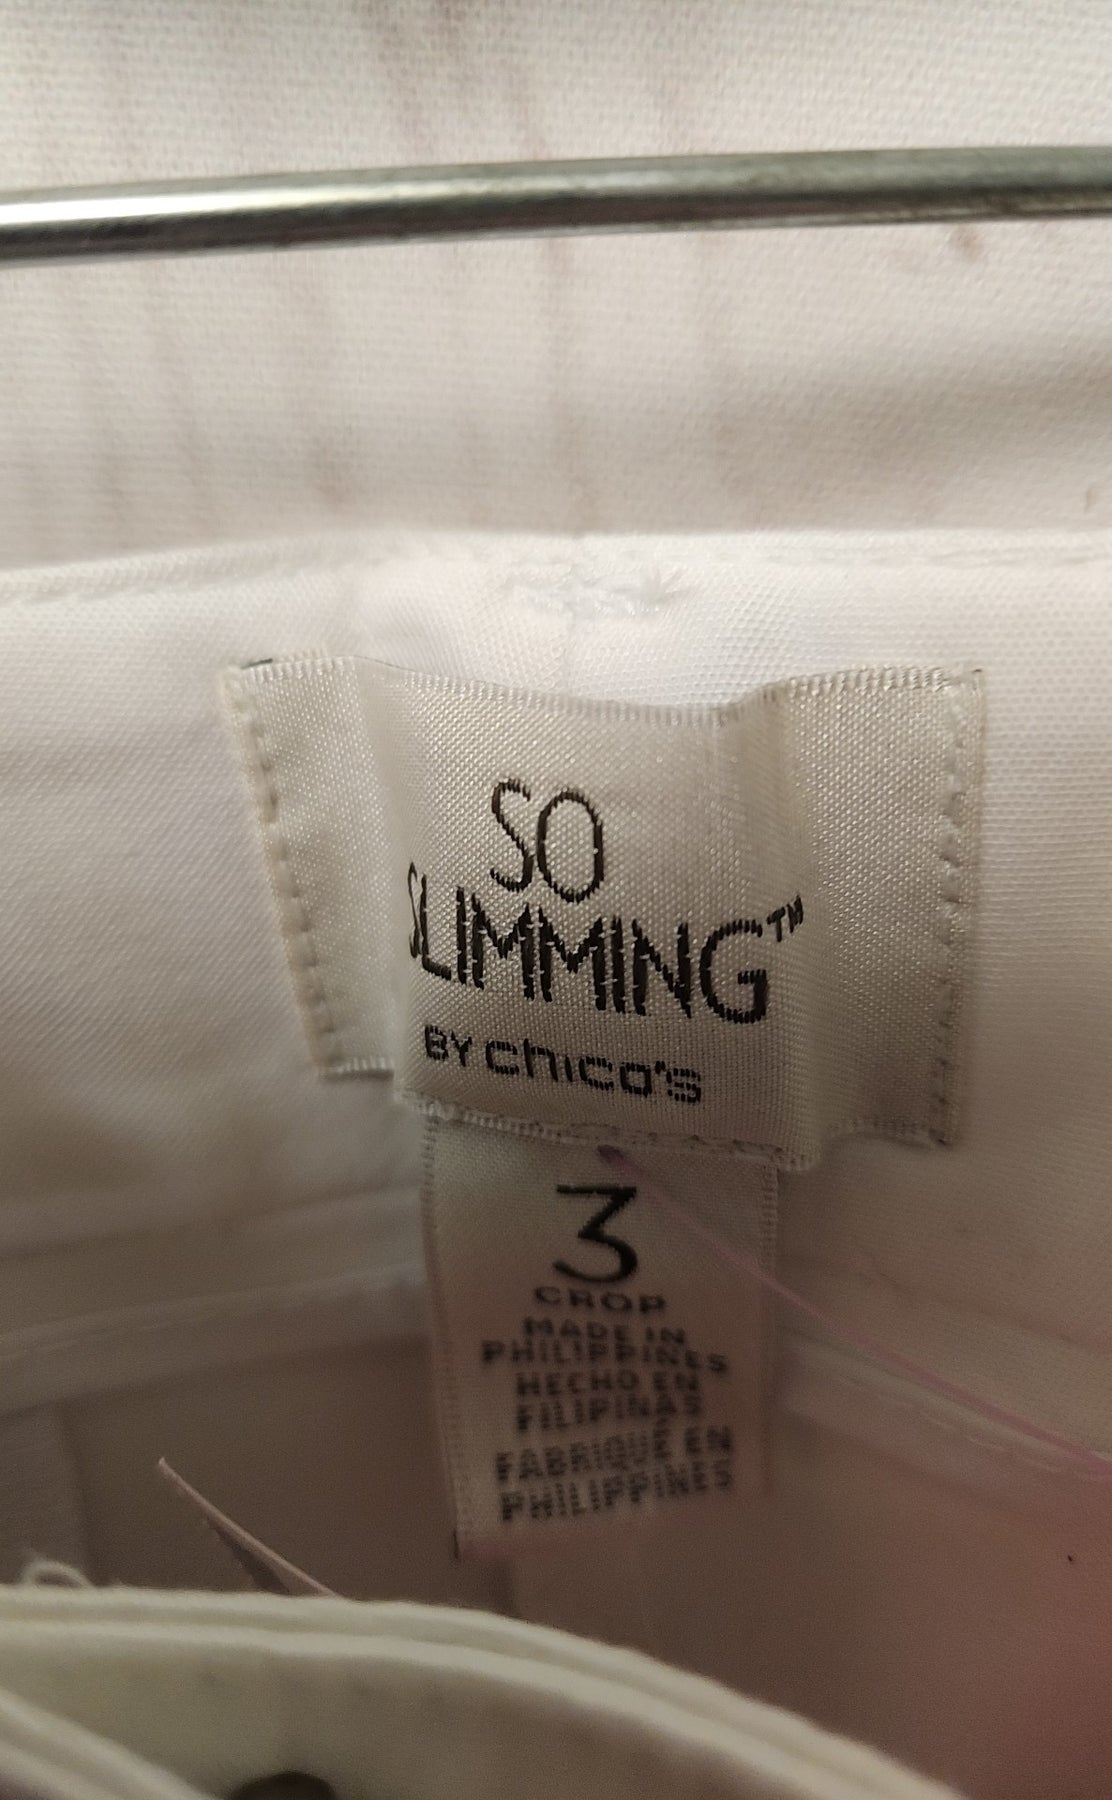 SO
SLIMMING™
BY chico's
3
CROP
MADE IN
PHILIPPINES
HECHO EN
FILIPINAS
FABRIQUÉ EN
PHILIPPINES